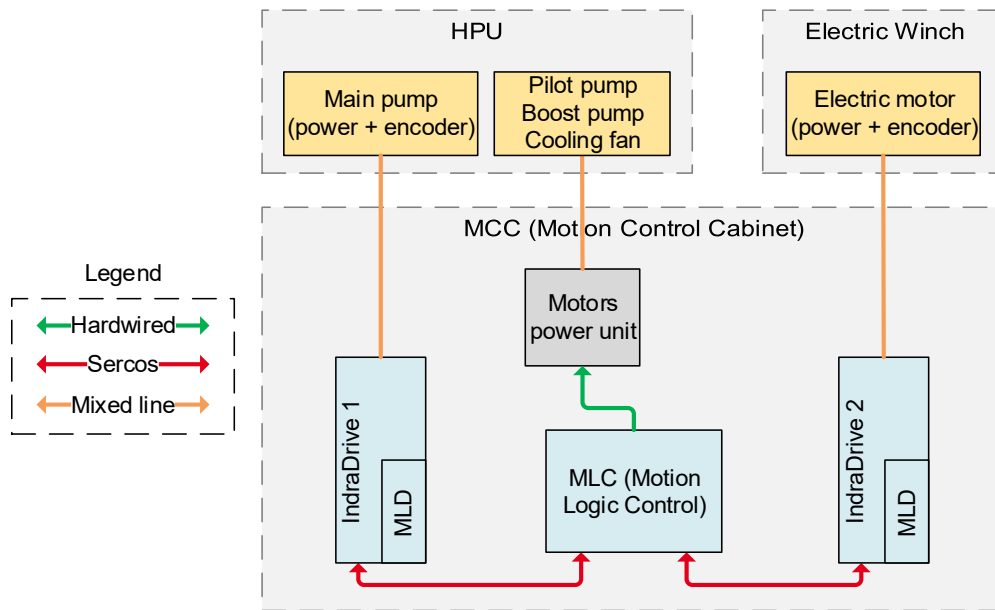 HPU
Electric Winch
Main pump
(power + encoder)
Pilot pump
Boost pump
Cooling fan
Electric motor
(power + encoder)
MCC (Motion Control Cabinet)
Legend
Hardwired
Sercos
Mixed line
Motors
power unit
IndraDrive 1
MLD
MLC (Motion
Logic Control)
IndraDrive 2
MLD